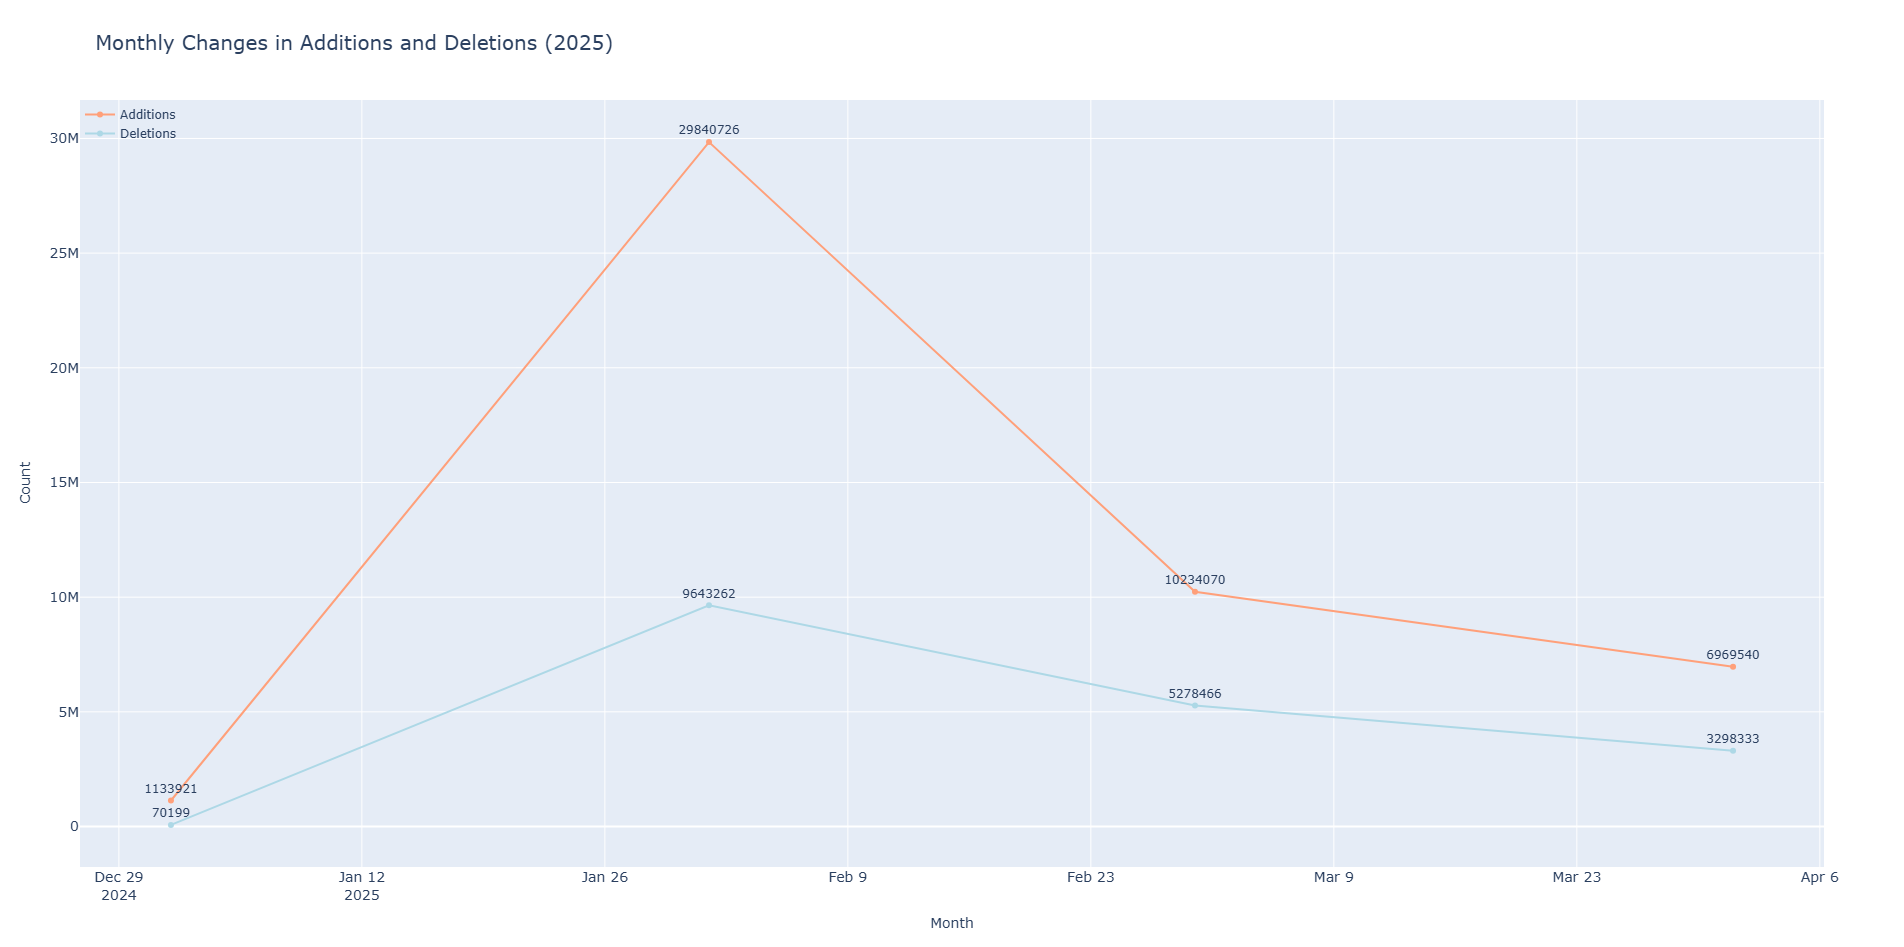 Monthly Changes in Additions and Deletions (2025)
Additions
Deletions
30M
25M
20M
15M
10M
5M
0
Count
29840726
9643262
10234070
5278466
6969540
3298333
1133921
70199
Dec 29
2024
Jan 12
2025
Jan 26
Feb 9
Feb 23
Mar 9
Mar 23
Apr 6
Month